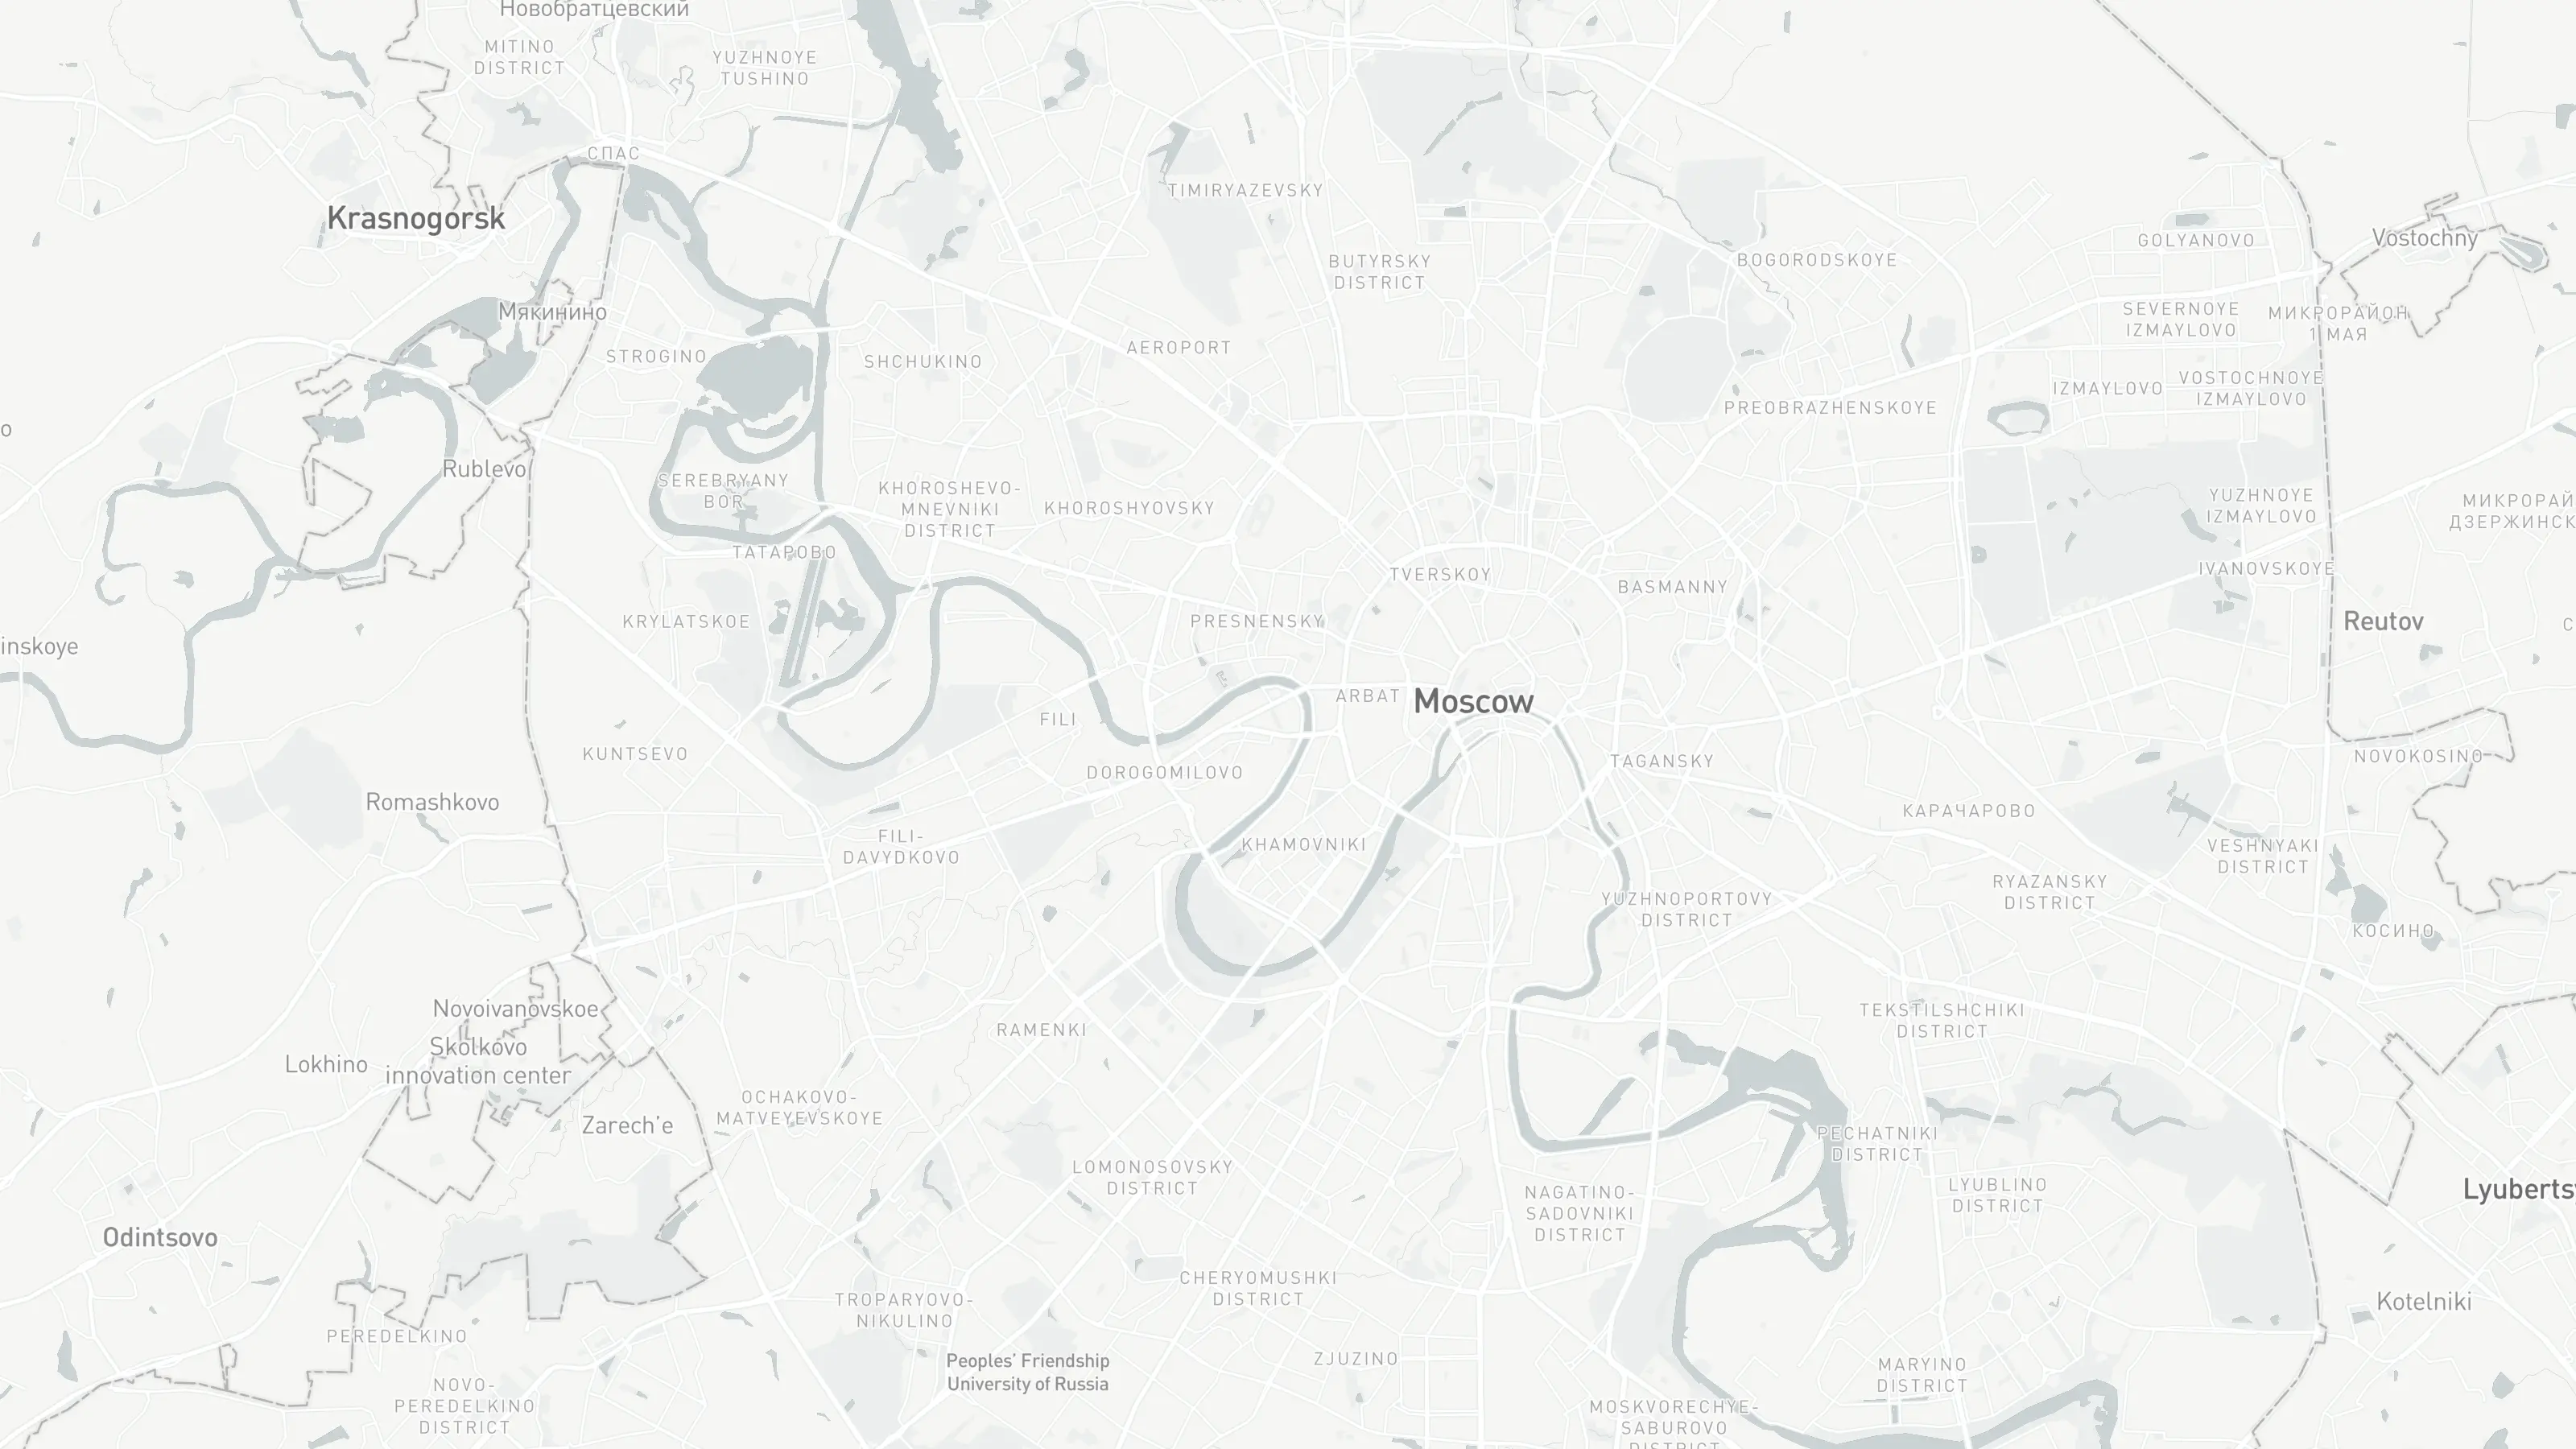 Новобратцевский
MITINO
DISTRICT
YUZHNOYE
TUSHINO
СПАС
TIMIRYAZEVSKY
Krasnogorsk
Vostochny
GOLYANOVO
BUTYRSKY
DISTRICT
BOGORODSKOYE
Мякинино
SEVERNOYE
IZMAYLOVO
МИКРОРАЙОН
1 МАЯ
STROGINO
SHCHUKINO
AEROPORT
IZMAYLOVO
VOSTOCHNOYE
IZMAYLOVO
PREOBRAZHENSKOYE
o
Rublevo
SEREBRYANY
BOR
KHOROSHEVO-
MNEVNIKI
DISTRICT
KHOROSHYOVSKY
YUZHNOYE
IZMAYLOVO
МИКРОРАЙ
ДЗЕРЖИНСК
ТАТАРОВО
TVERSKOY
BASMANNY
IVANOVSKOYE
KRYLATSKOE
PRESNENSKY
Reutov
С
inskoye
ARBAT
Moscow
FILI
KUNTSEVO
DOROGOMILOVO
TAGANSKY
NOVOKOSINO
Romashkovo
КАРАЧАРОВО
FILI-
DAVYDKOVO
KHAMOVNIKI
VESHNYAKI
DISTRICT
RYAZANSKY
DISTRICT
YUZHNOPORTOVY
DISTRICT
КОСИНО
Novoivanovskoe
RAMENKI
TEKSTILSHCHIKI
DISTRICT
Skolkovo
innovation center
Lokhino
OCHAKOVO-
MATVEYEVSKOYE
Zarech'e
PECHATNIKI
DISTRICT
LOMONOSOVSKY
DISTRICT
LYUBLINO
DISTRICT
Lyuberts
NAGATINO-
SADOVNIKI
DISTRICT
Odintsovo
CHERYOMUSHKI
DISTRICT
TROPARYOVO-
NIKULINO
Kotelniki
PEREDELKINO
Peoples' Friendship
University of Russia
ZJUZINO
MARYINO
DISTRICT
NOVO-
PEREDELKINO
DISTRICT
MOSKVORECHYE-
SABUROVO
DISTRICT